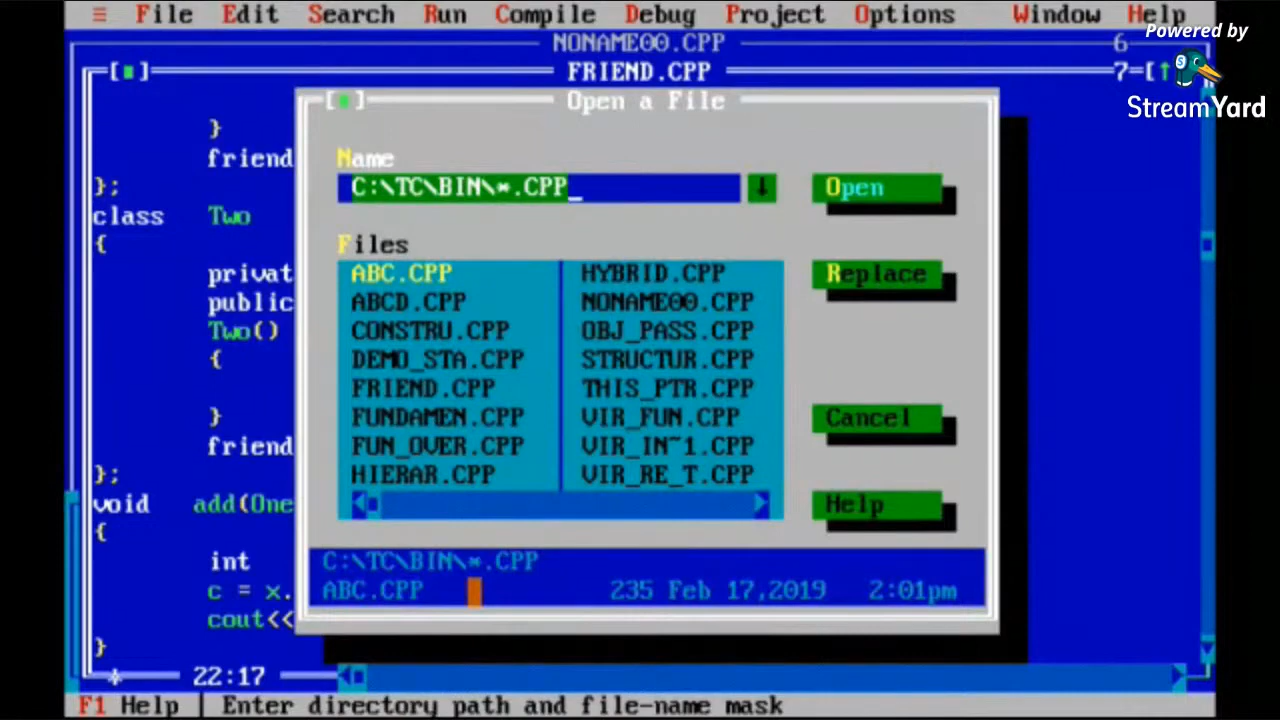 ≡ File Edit Search Run Compile Debug Project Options Window Help
Powered by
StreamYard
NONAME00.CPP 6
[■] FRIEND.CPP 7=[↑
[■] Open a File
}
friend
Name
};
C:\TC\BIN\*.CPP_ ↓ Open
class Two
{
Files
privat
ABC.CPP HYBRID.CPP Replace
public
ABCD.CPP NONAME00.CPP
Two()
CONSTRU.CPP OBJ_PASS.CPP
{
DEMO_STA.CPP STRUCTUR.CPP
FRIEND.CPP THIS_PTR.CPP
}
FUNDAMEN.CPP VIR_FUN.CPP Cancel
friend
FUN_OVER.CPP VIR_IN~1.CPP
};
HIERAR.CPP VIR_RE_T.CPP
void add(One
Help
{
int
C:\TC\BIN\*.CPP
c = x.
ABC.CPP 235 Feb 17,2019 2:01pm
cout<<
}
22:17
F1 Help | Enter directory path and file-name mask